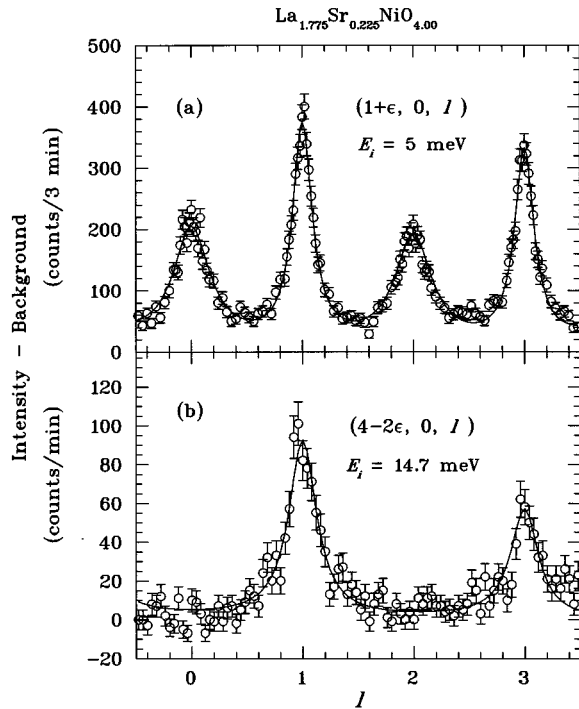 La1.775Sr0.225NiO4.00
500
400
300
200
100
0
(a)
(1+ϵ, 0, l)
Ei = 5 meV
Intensity – Background
(counts/3 min)
(counts/min)
120
100
80
60
40
20
0
-20
(b)
(4–2ϵ, 0, l)
Ei = 14.7 meV
0 1 2 3
l